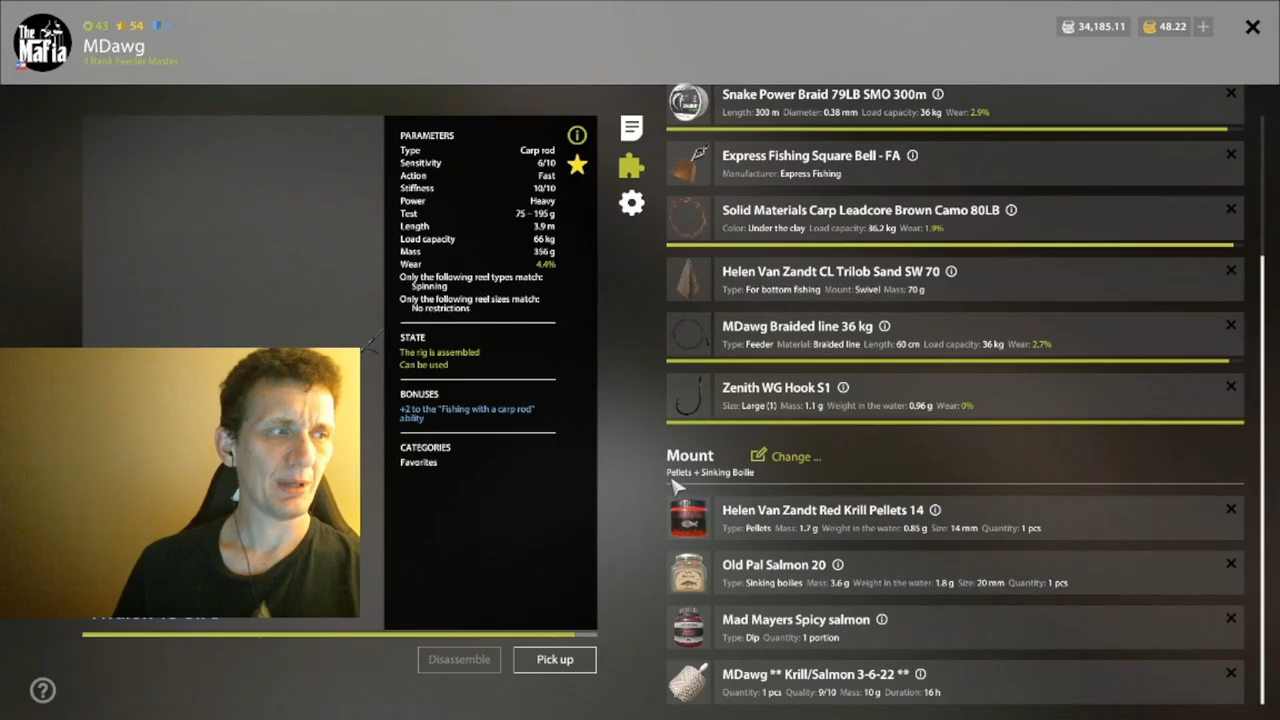 The
Mafia
43 54
MDawg
4 Rank Feeder Master
34,185.11 48.22
PARAMETERS
Type Carp rod
Sensitivity 6/10
Action Fast
Stiffness 10/10
Power Heavy
Test 75 – 195 g
Length 3.9 m
Load capacity 66 kg
Mass 356 g
Wear 4.4%
Only the following reel types match:
Spinning
Only the following reel sizes match:
No restrictions
STATE
The rig is assembled
Can be used
BONUSES
+2 to the "Fishing with a carp rod"
ability
CATEGORIES
Favorites
Disassemble Pick up
Snake Power Braid 79LB SMO 300m
Length: 300 m Diameter: 0.38 mm Load capacity: 36 kg Wear: 2.9%
Express Fishing Square Bell - FA
Manufacturer: Express Fishing
Solid Materials Carp Leadcore Brown Camo 80LB
Color: Under the clay Load capacity: 36.2 kg Wear: 1.9%
Helen Van Zandt CL Trilob Sand SW 70
Type: For bottom fishing Mount: Swivel Mass: 70 g
MDawg Braided line 36 kg
Type: Feeder Material: Braided line Length: 60 cm Load capacity: 36 kg Wear: 2.7%
Zenith WG Hook S1
Size: Large (1) Mass: 1.1 g Weight in the water: 0.96 g Wear: 0%
Mount Change ...
Pellets + Sinking Boilie
Helen Van Zandt Red Krill Pellets 14
Type: Pellets Mass: 1.7 g Weight in the water: 0.85 g Size: 14 mm Quantity: 1 pcs
Old Pal Salmon 20
Type: Sinking boilies Mass: 3.6 g Weight in the water: 1.8 g Size: 20 mm Quantity: 1 pcs
Mad Mayers Spicy salmon
Type: Dip Quantity: 1 portion
MDawg ** Krill/Salmon 3-6-22 **
Quantity: 1 pcs Quality: 9/10 Mass: 10 g Duration: 16 h